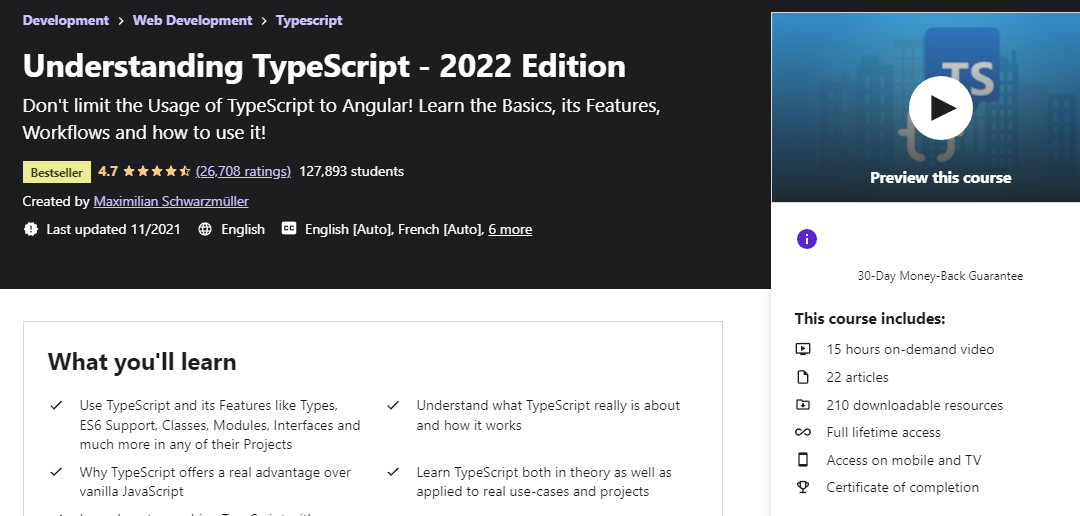 Development > Web Development > Typescript
Understanding TypeScript - 2022 Edition
Don't limit the Usage of TypeScript to Angular! Learn the Basics, its Features,
Workflows and how to use it!
Bestseller 4.7 (26,708 ratings) 127,893 students
Created by Maximilian Schwarzmüller
Last updated 11/2021 English CC English [Auto], French [Auto], 6 more
TS
Preview this course
30-Day Money-Back Guarantee
This course includes:
15 hours on-demand video
22 articles
210 downloadable resources
Full lifetime access
Access on mobile and TV
Certificate of completion
What you'll learn
Use TypeScript and its Features like Types,
ES6 Support, Classes, Modules, Interfaces and
much more in any of their Projects
Understand what TypeScript really is about
and how it works
Why TypeScript offers a real advantage over
vanilla JavaScript
Learn TypeScript both in theory as well as
applied to real use-cases and projects